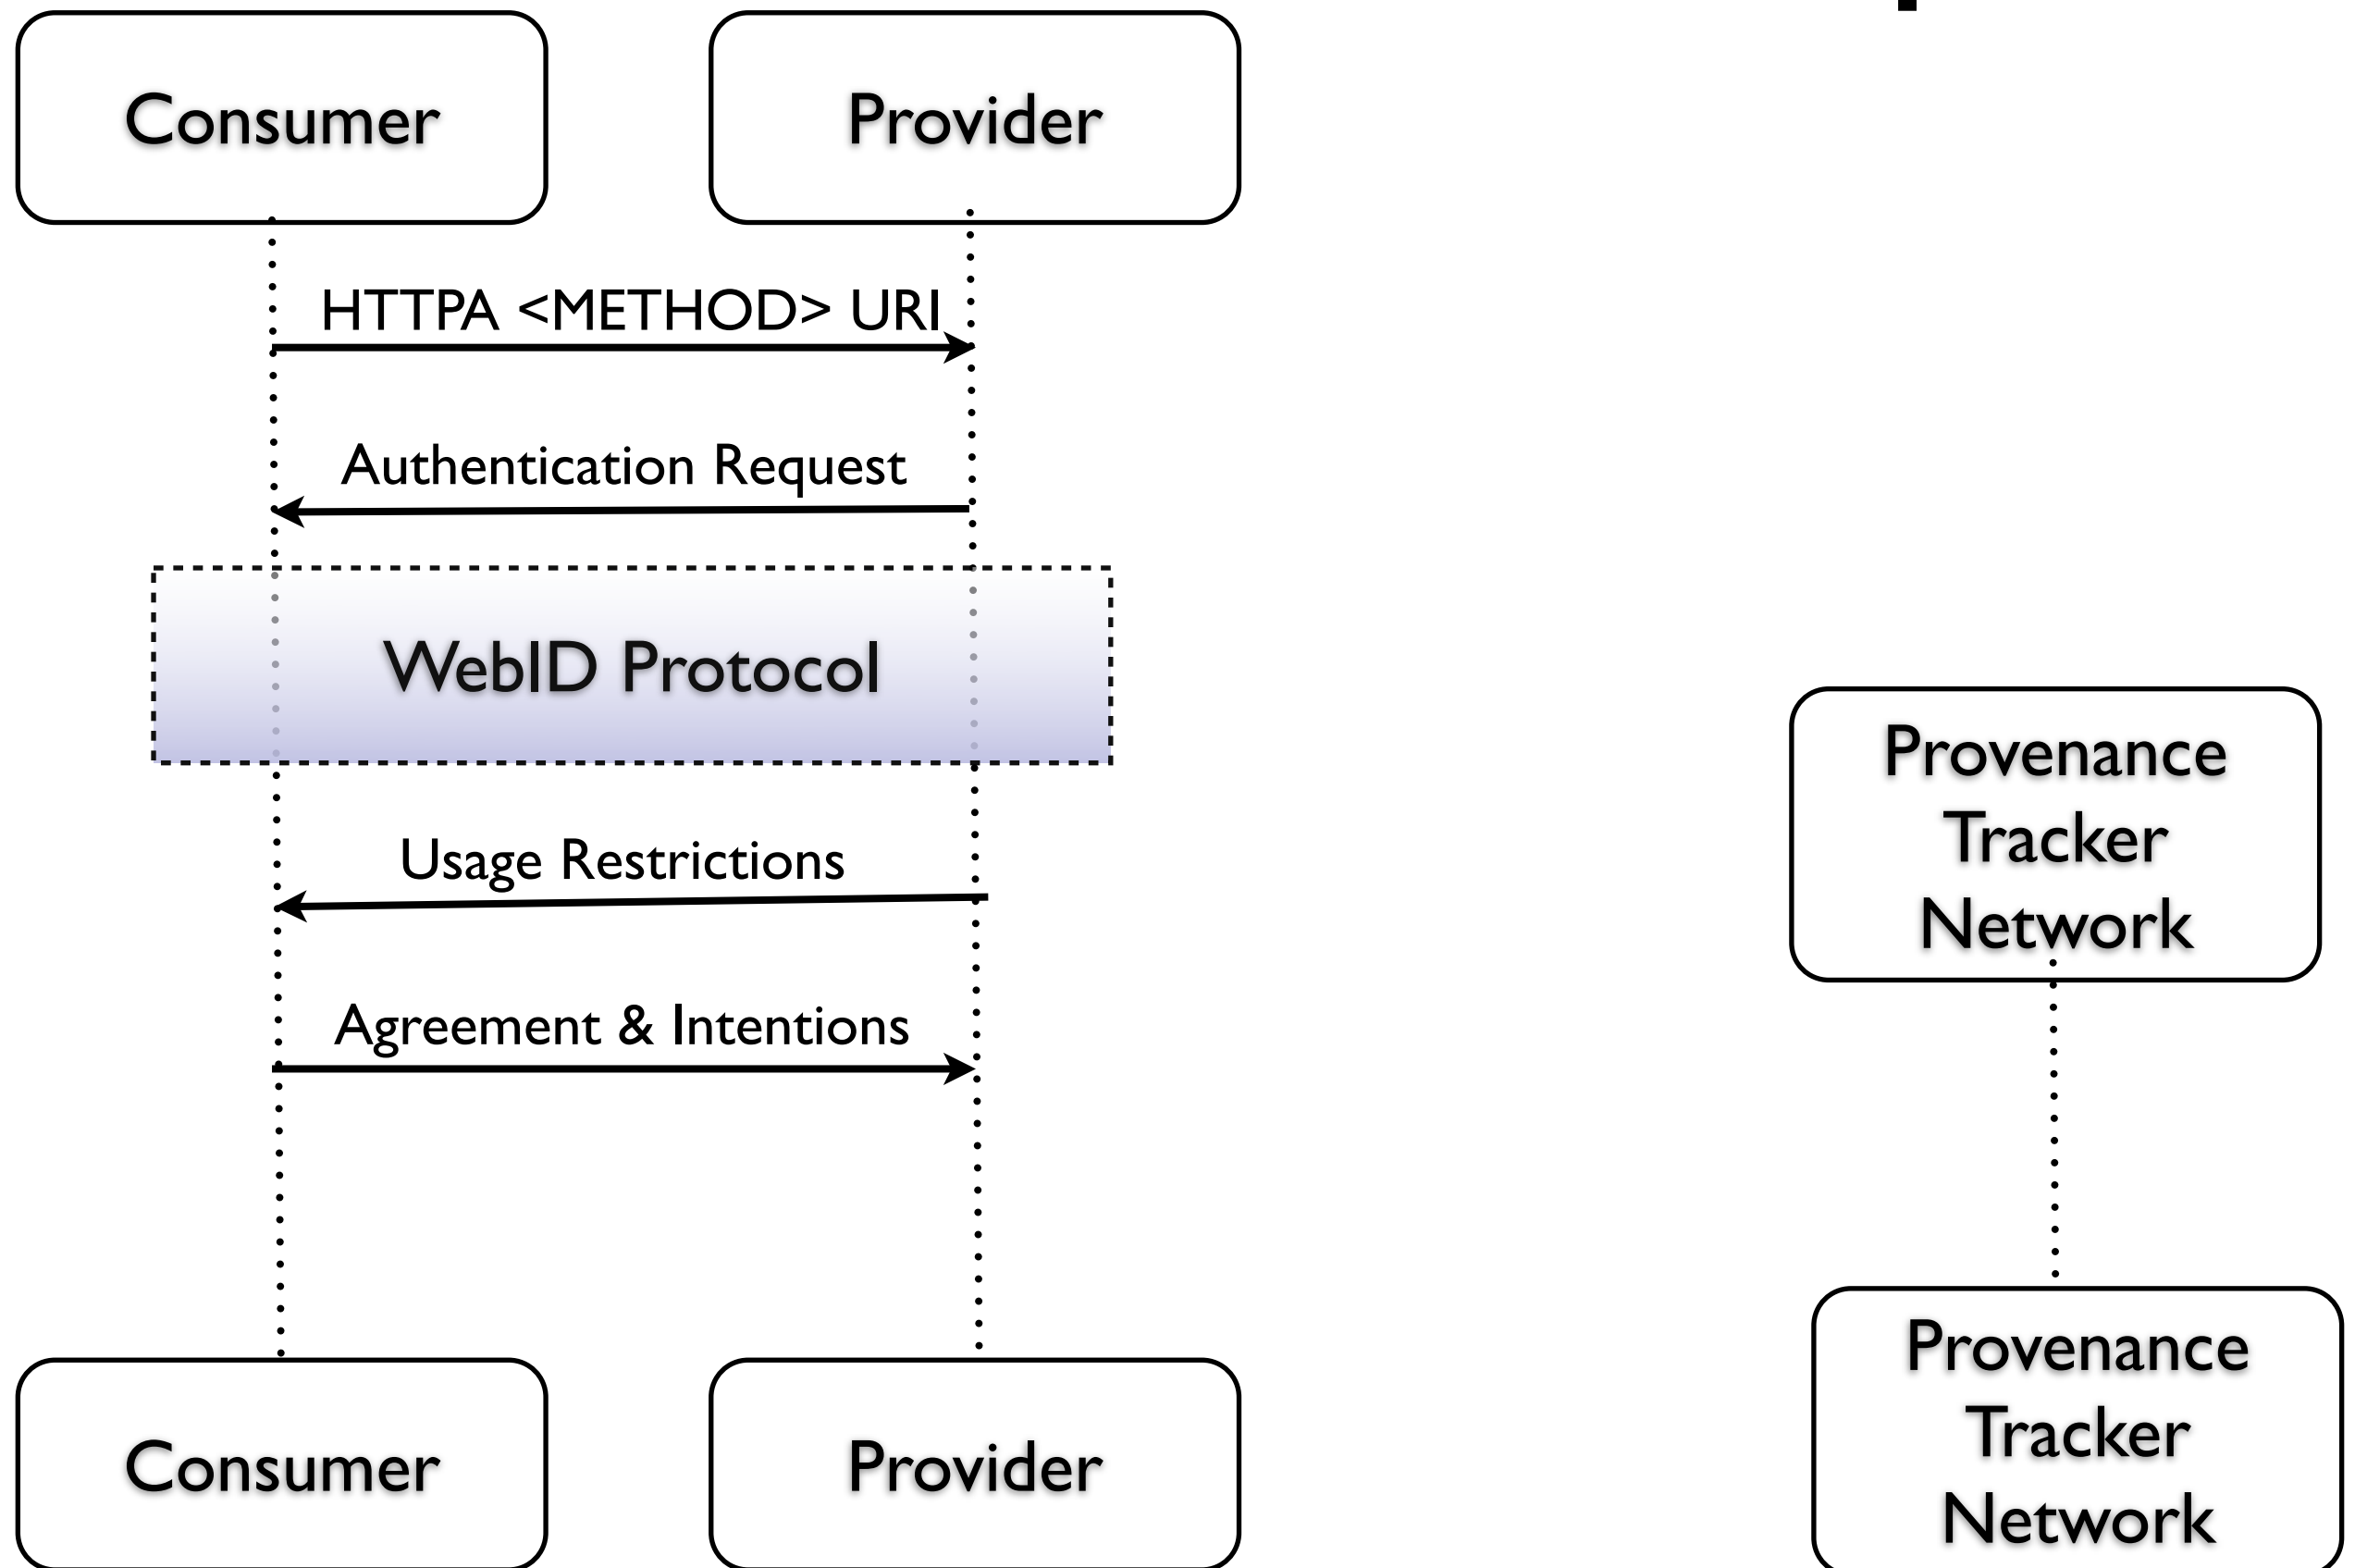 Consumer
Provider
HTTPA <METHOD> URI
Authentication Request
WebID Protocol
Usage Restrictions
Agreement & Intentions
Provenance
Tracker
Network
Consumer
Provider
Provenance
Tracker
Network